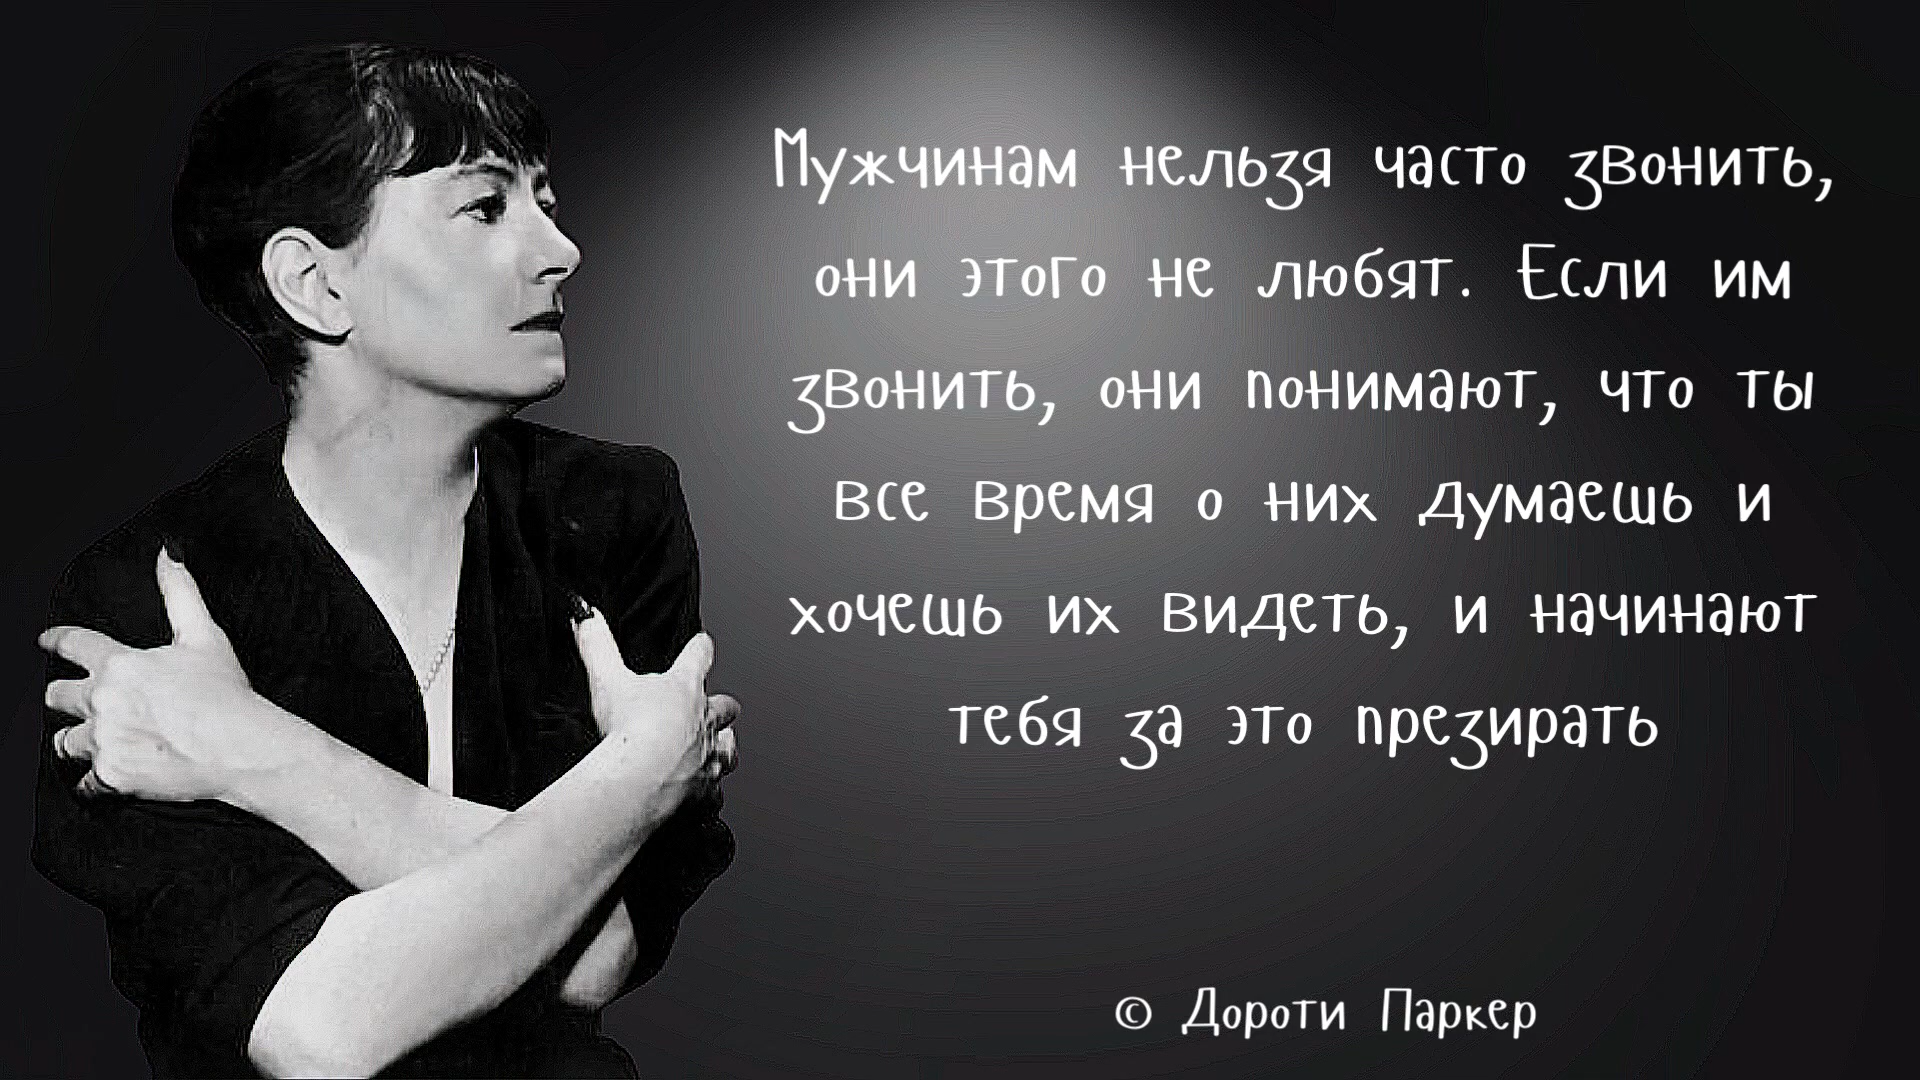 Мужчинам нельзя часто звонить,
они этого не любят. Если им
звонить, они понимают, что ты
все время о них думаешь и
хочешь их видеть, и начинают
тебя за это презирать
© Дороти Паркер